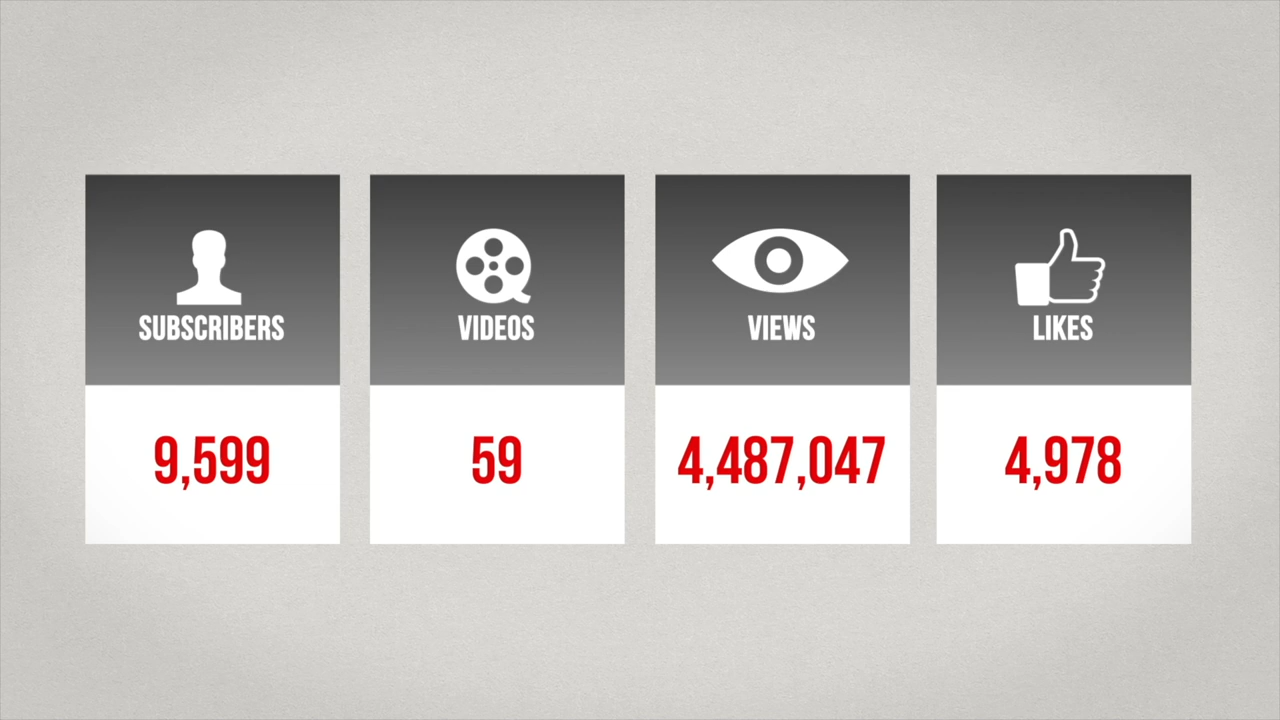 SUBSCRIBERS
9,599
VIDEOS
59
VIEWS
4,487,047
LIKES
4,978